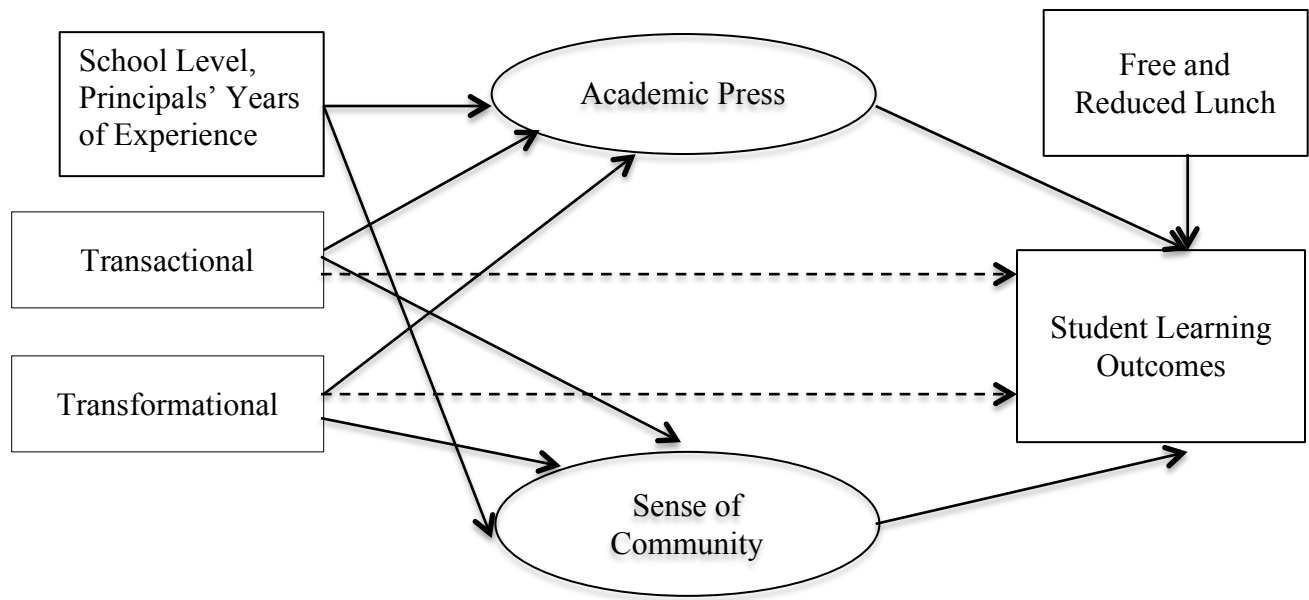 School Level,
Principals’ Years
of Experience
Academic Press
Free and
Reduced Lunch
Transactional
Student Learning
Outcomes
Transformational
Sense of
Community